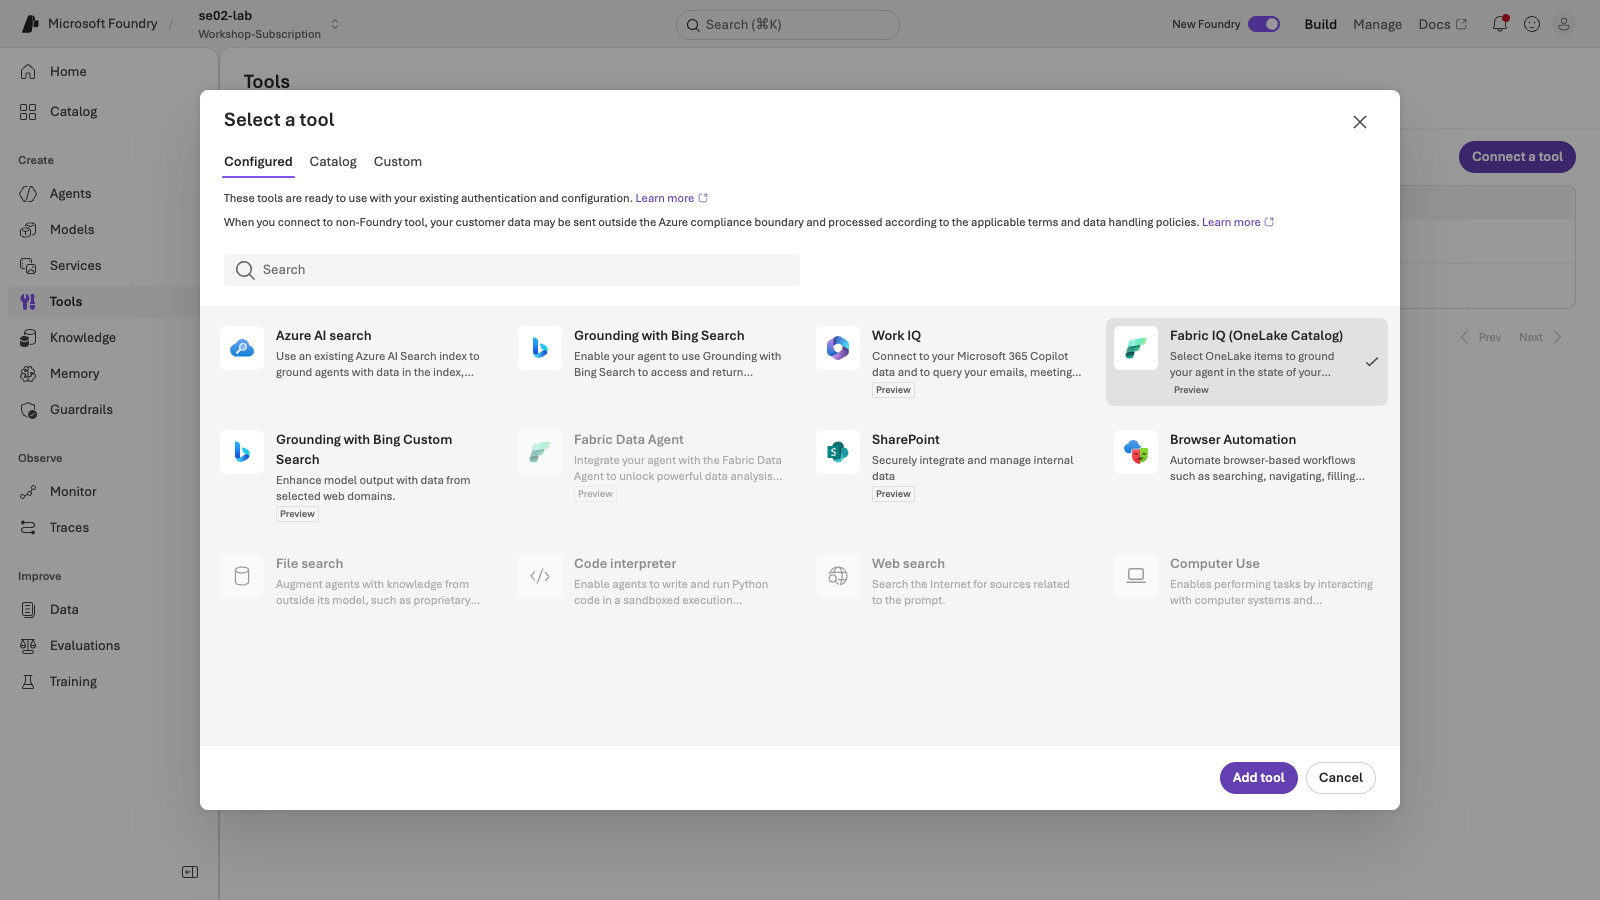 Microsoft Foundry
/
se02-lab
Workshop-Subscription
Search (⌘K)
New Foundry
Build
Manage
Docs
Home
Catalog
Create
Agents
Models
Services
Tools
Knowledge
Memory
Guardrails
Observe
Monitor
Traces
Improve
Data
Evaluations
Training
Tools
Connect a tool
Prev
Next
Select a tool
Configured
Catalog
Custom
These tools are ready to use with your existing authentication and configuration. Learn more
When you connect to non-Foundry tool, your customer data may be sent outside the Azure compliance boundary and processed according to the applicable terms and data handling policies. Learn more
Search
Azure AI search
Use an existing Azure AI Search index to
ground agents with data in the index,...
Grounding with Bing Search
Enable your agent to use Grounding with
Bing Search to access and return...
Work IQ
Connect to your Microsoft 365 Copilot
data and to query your emails, meeting...
Preview
Fabric IQ (OneLake Catalog)
Select OneLake items to ground
your agent in the state of your...
Preview
Grounding with Bing Custom
Search
Enhance model output with data from
selected web domains.
Preview
Fabric Data Agent
Integrate your agent with the Fabric Data
Agent to unlock powerful data analysis...
Preview
SharePoint
Securely integrate and manage internal
data
Preview
Browser Automation
Automate browser-based workflows
such as searching, navigating, filling...
File search
Augment agents with knowledge from
outside its model, such as proprietary...
Code interpreter
Enable agents to write and run Python
code in a sandboxed execution...
Web search
Search the Internet for sources related
to the prompt.
Computer Use
Enables performing tasks by interacting
with computer systems and...
Add tool
Cancel